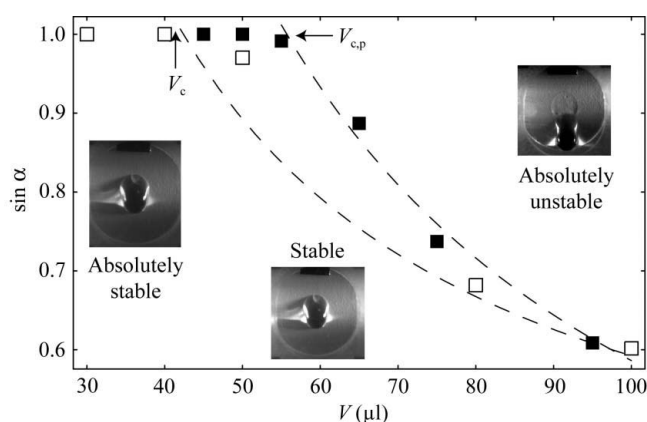 1.0
0.9
0.8
0.7
0.6
sin α
V_c
V_c,p
Absolutely
stable
Stable
Absolutely
unstable
30 40 50 60 70 80 90 100
V (µl)